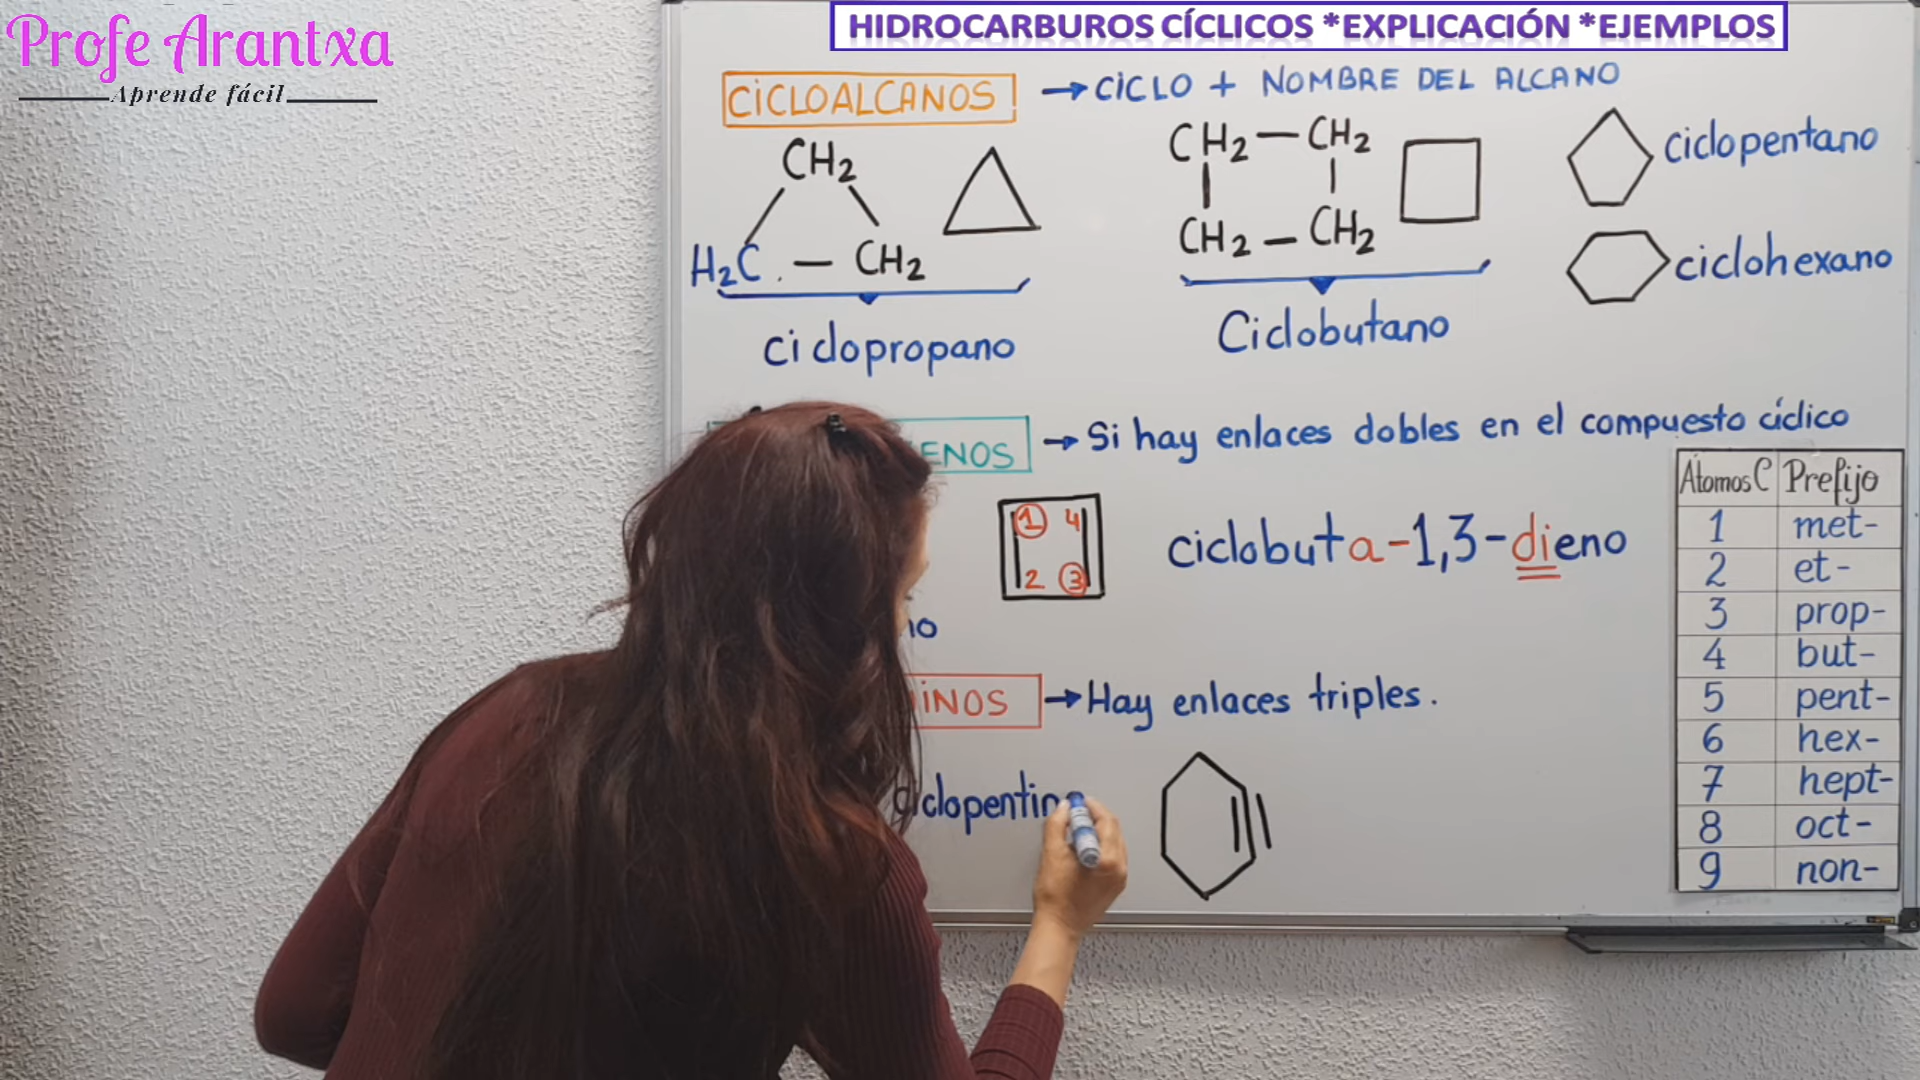 Profe Arantxa
Aprende fácil
HIDROCARBUROS CÍCLICOS *EXPLICACIÓN *EJEMPLOS
CiCLOALCANOS → CiCLO + NOMBRE DEL ALCANO
CH2
H2C — CH2
ciclopropano
CH2 — CH2
CH2 — CH2
Ciclobutano
ciclopentano
ciclohexano
ENOS → Si hay enlaces dobles en el compuesto cíclico
1 4
2 3
ciclobuta-1,3-dieno
no
iNOS → Hay enlaces triples.
ciclopentino
Átomos C Prefijo
1 met-
2 et-
3 prop-
4 but-
5 pent-
6 hex-
7 hept-
8 oct-
9 non-